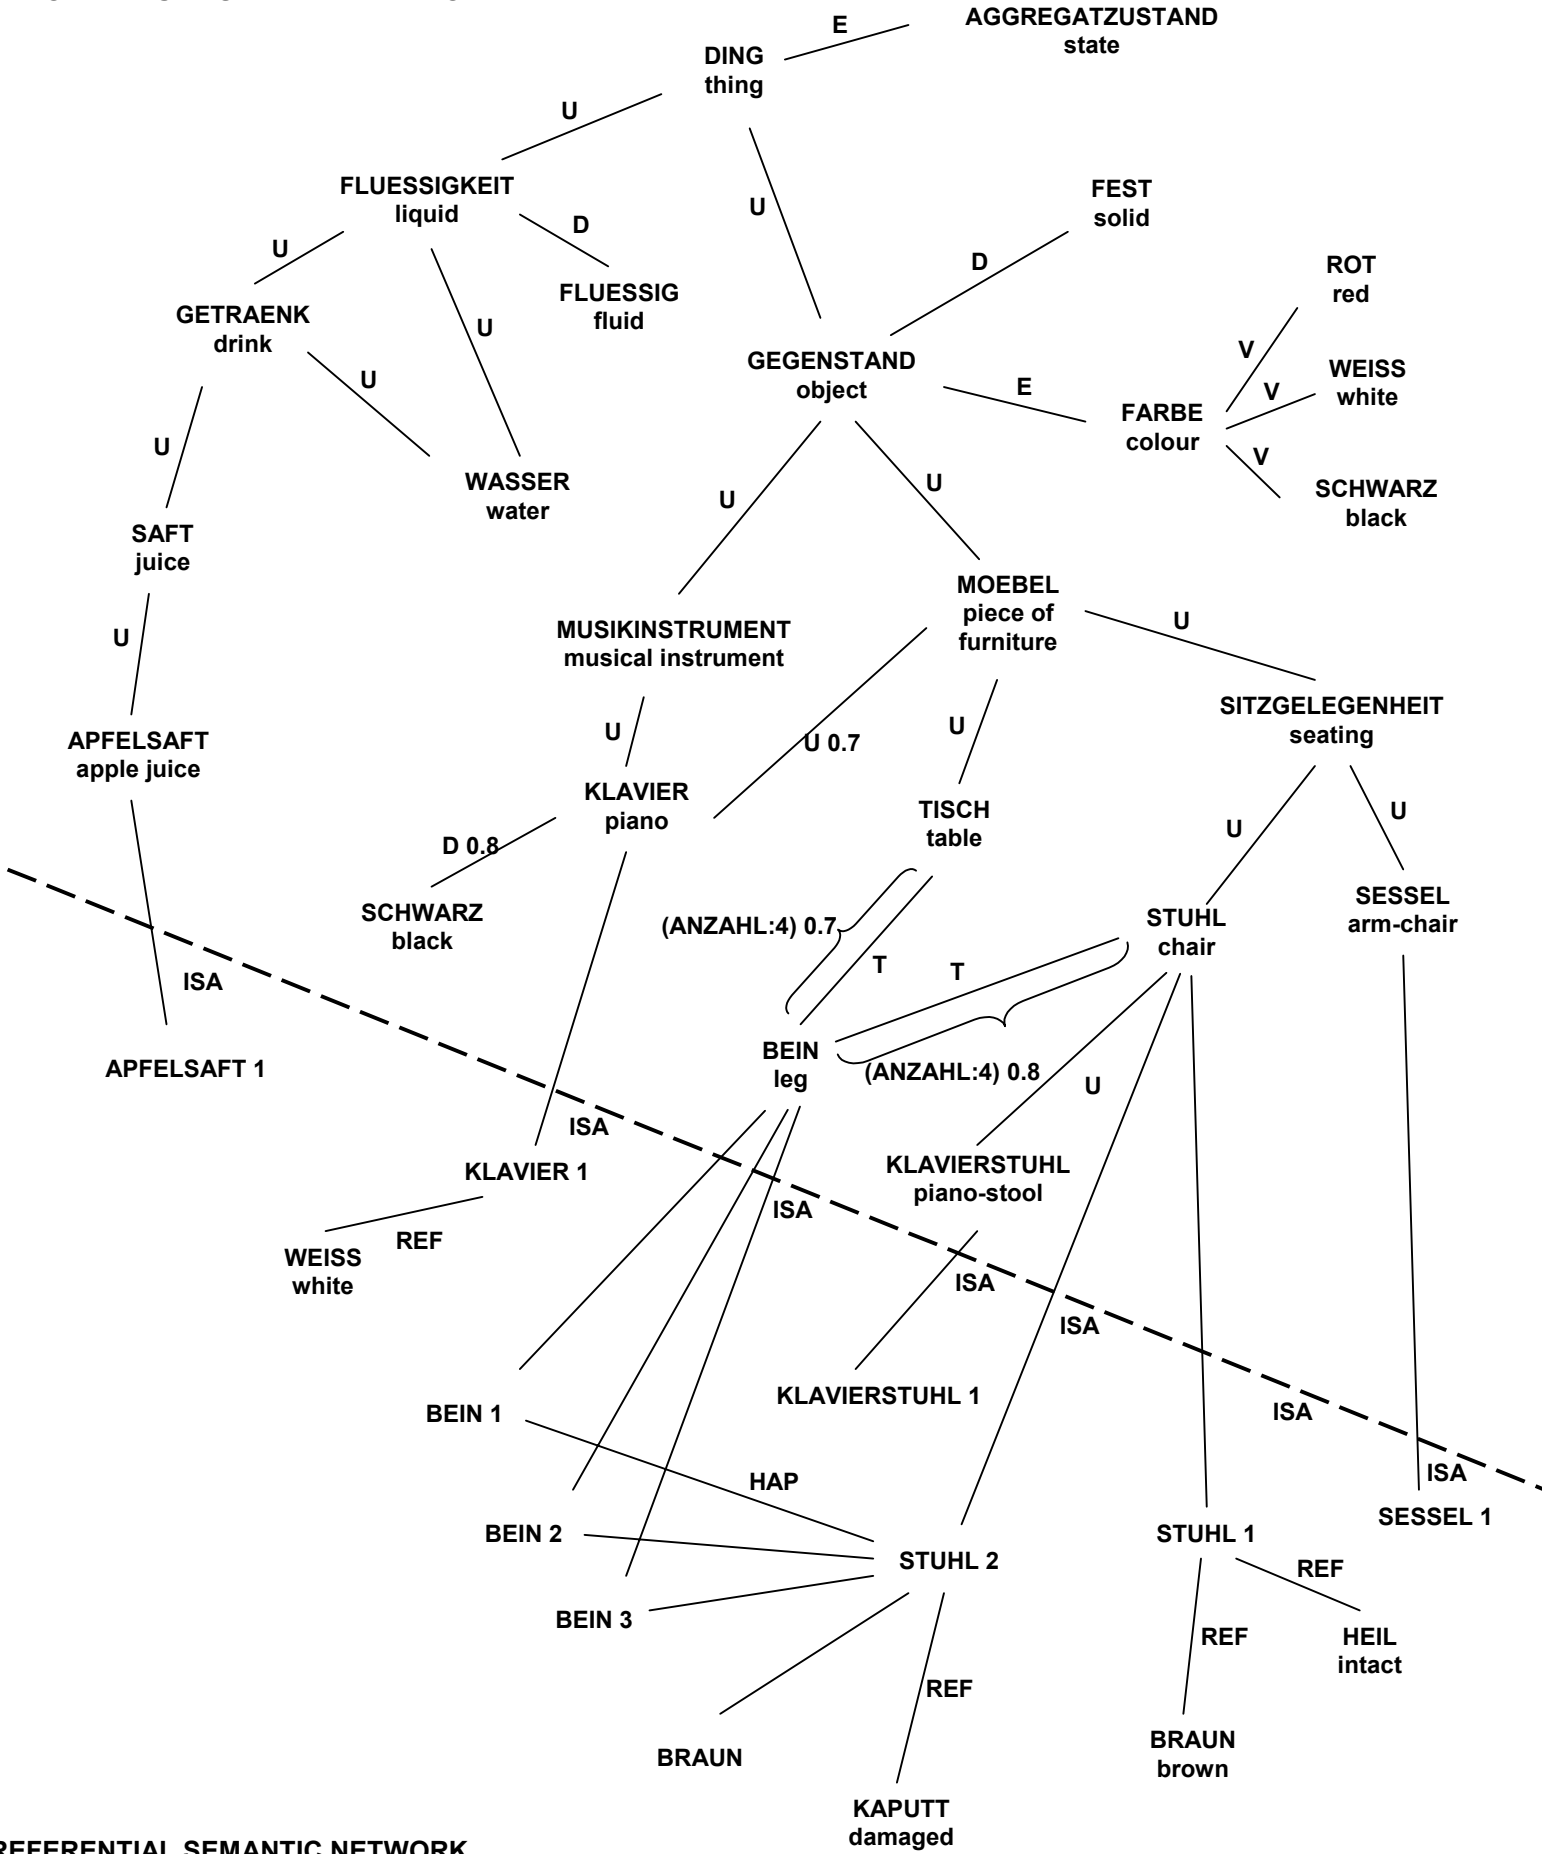 E
AGGREGATZUSTAND
state
DING
thing
U
U
FLUESSIGKEIT
liquid
D
FEST
solid
U
D
FLUESSIG
fluid
ROT
red
GETRAENK
drink
U
U
GEGENSTAND
object
E
V
V
V
WEISS
white
FARBE
colour
SCHWARZ
black
U
WASSER
water
U
U
SAFT
juice
MOEBEL
piece of
furniture
U
MUSIKINSTRUMENT
musical instrument
U
SITZGELEGENHEIT
seating
APFELSAFT
apple juice
U
U 0.7
U
KLAVIER
piano
TISCH
table
U
U
D 0.8
SCHWARZ
black
(ANZAHL:4) 0.7
T
T
STUHL
chair
SESSEL
arm-chair
ISA
APFELSAFT 1
BEIN
leg
(ANZAHL:4) 0.8
U
ISA
KLAVIER 1
KLAVIERSTUHL
piano-stool
ISA
REF
WEISS
white
ISA
ISA
KLAVIERSTUHL 1
BEIN 1
ISA
HAP
ISA
BEIN 2
STUHL 2
STUHL 1
SESSEL 1
REF
BEIN 3
REF
HEIL
intact
REF
BRAUN
BRAUN
brown
KAPUTT
damaged
REFERENTIAL SEMANTIC NETWORK